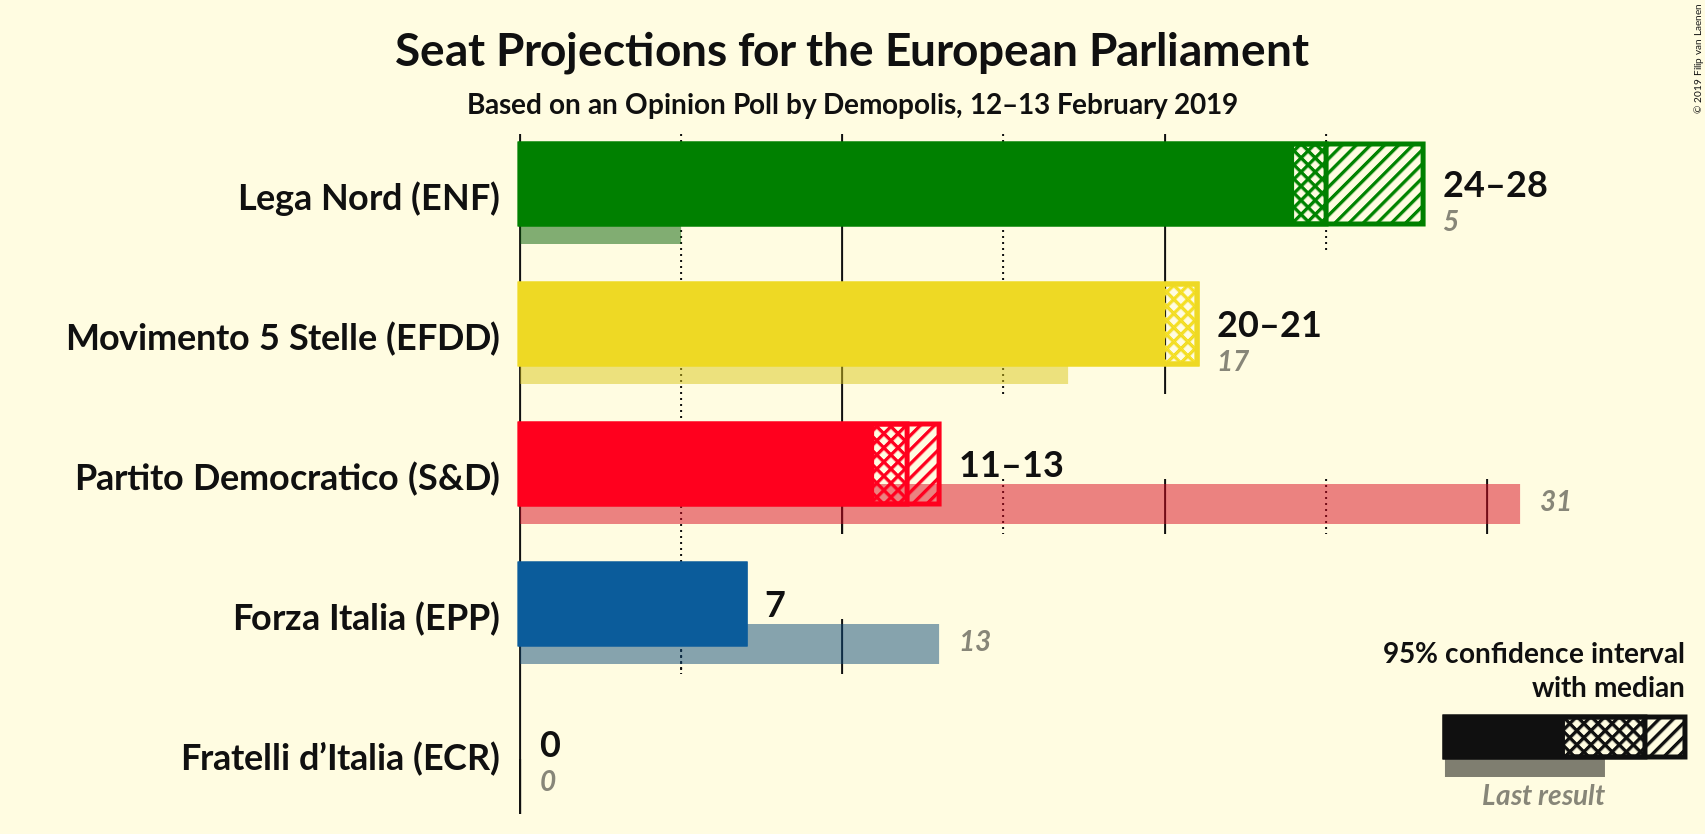 Seat Projections for the European Parliament
Based on an Opinion Poll by Demopolis, 12–13 February 2019
© 2019 Filip van Laenen
Lega Nord (ENF)
24–28
5
Movimento 5 Stelle (EFDD)
20–21
17
Partito Democratico (S&D)
11–13
31
Forza Italia (EPP)
7
13
Fratelli d’Italia (ECR)
0
0
95% confidence interval
with median
Last result